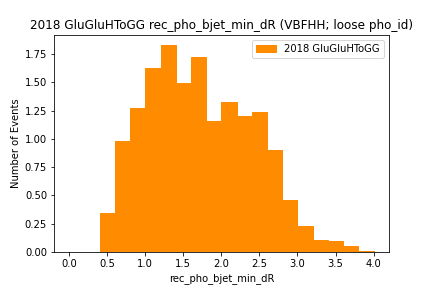 2018 GluGluHToGG rec_pho_bjet_min_dR (VBFHH; loose pho_id)
2018 GluGluHToGG
Number of Events
1.75
1.50
1.25
1.00
0.75
0.50
0.25
0.00
0.0 0.5 1.0 1.5 2.0 2.5 3.0 3.5 4.0
rec_pho_bjet_min_dR